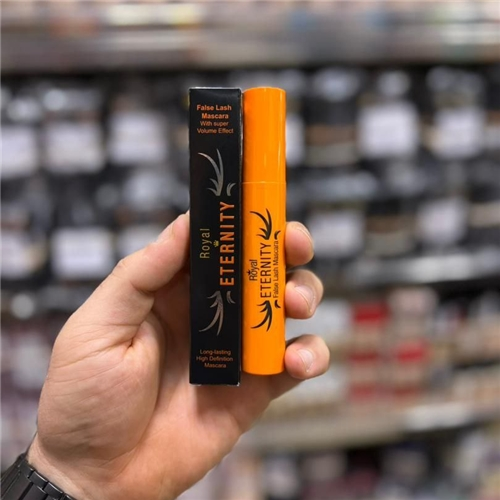 False Lash
Mascara
With super
Volume Effect
Royal
ETERNITY
Long-lasting
High Definition
Mascara
Royal
ETERNITY
False Lash Mascara